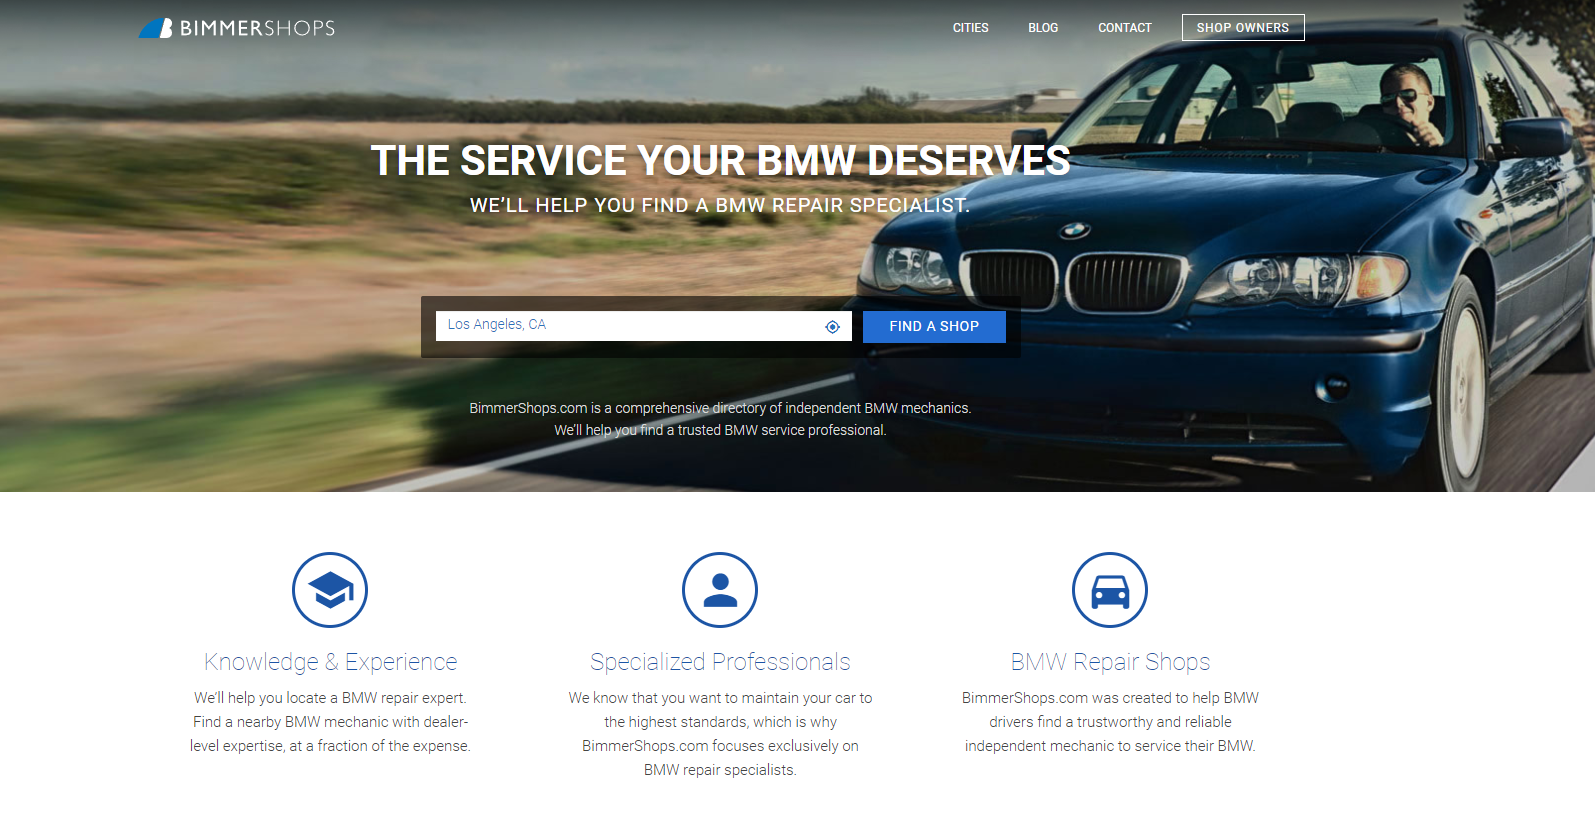 BIMMERSHOPS
CITIES
BLOG
CONTACT
SHOP OWNERS
THE SERVICE YOUR BMW DESERVES
WE’LL HELP YOU FIND A BMW REPAIR SPECIALIST.
Los Angeles, CA
FIND A SHOP
BimmerShops.com is a comprehensive directory of independent BMW mechanics.
We’ll help you find a trusted BMW service professional.
Knowledge & Experience
We’ll help you locate a BMW repair expert.
Find a nearby BMW mechanic with dealer-
level expertise, at a fraction of the expense.
Specialized Professionals
We know that you want to maintain your car to
the highest standards, which is why
BimmerShops.com focuses exclusively on
BMW repair specialists.
BMW Repair Shops
BimmerShops.com was created to help BMW
drivers find a trustworthy and reliable
independent mechanic to service their BMW.